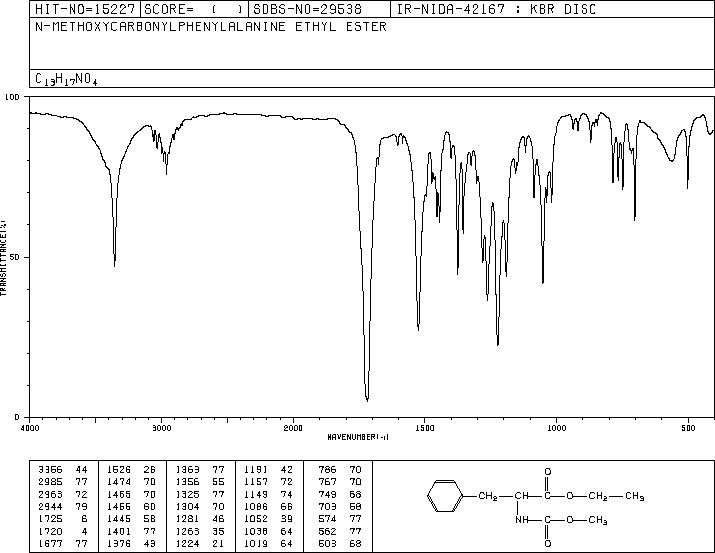 HIT-NO=15227 SCORE= ( ) SDBS-NO=29538 IR-NIDA-42167 : KBR DISC
N-METHOXYCARBONYLPHENYLALANINE ETHYL ESTER
C13H17NO4
100
50
0
TRANSMITTANCE(%)
4000 3000 2000 1500 1000 500
WAVENUMBER(-1)
3356 44 1526 26 1363 77 1191 42 786 70
2985 77 1474 70 1356 55 1157 72 767 70
2963 72 1465 70 1325 77 1149 74 749 68
2944 79 1456 60 1304 70 1086 66 703 58
1725 6 1445 58 1281 46 1052 39 574 77
1720 4 1401 77 1263 35 1038 64 562 77
1677 77 1376 43 1224 21 1019 64 503 68
O
CH2 CH C O CH2 CH3
NH C O CH3
O